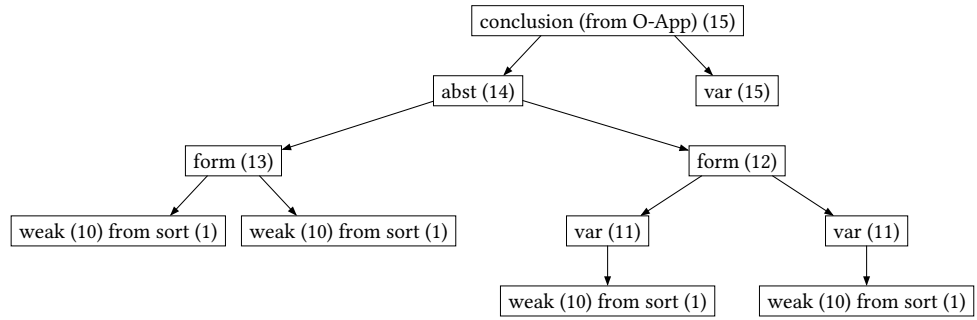 conclusion (from O-App) (15)
abst (14)
var (15)
form (13)
form (12)
weak (10) from sort (1)
weak (10) from sort (1)
var (11)
var (11)
weak (10) from sort (1)
weak (10) from sort (1)